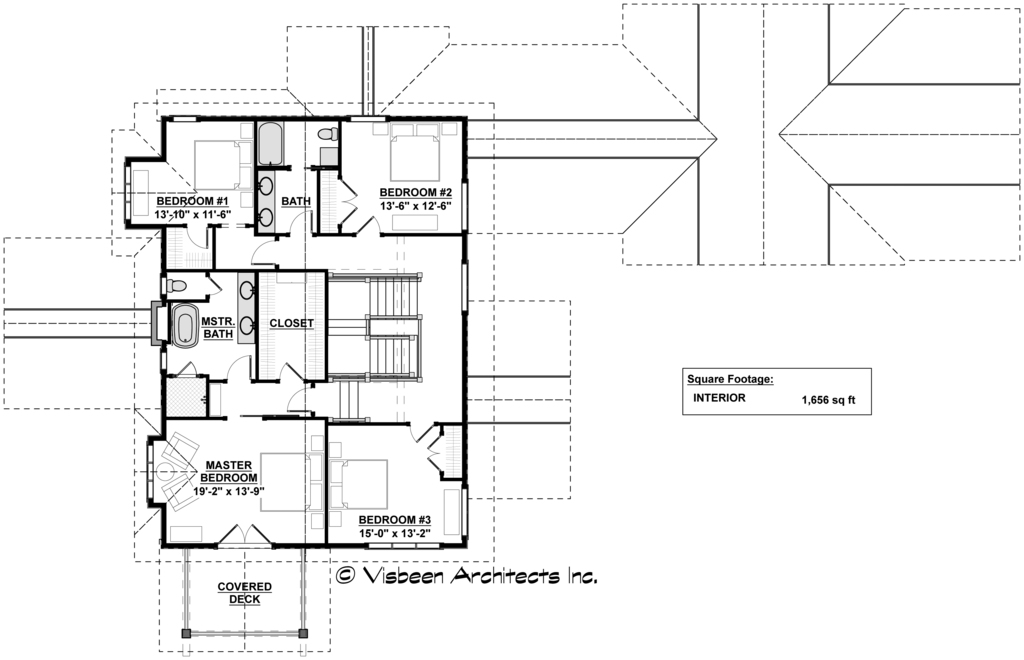 BEDROOM #1
13'-10" x 11'-6"
BATH
BEDROOM #2
13'-6" x 12'-6"
MSTR.
BATH
CLOSET
Square Footage:
INTERIOR 1,656 sq ft
MASTER
BEDROOM
19'-2" x 13'-9"
BEDROOM #3
15'-0" x 13'-2"
COVERED
DECK
© Visbeen Architects Inc.